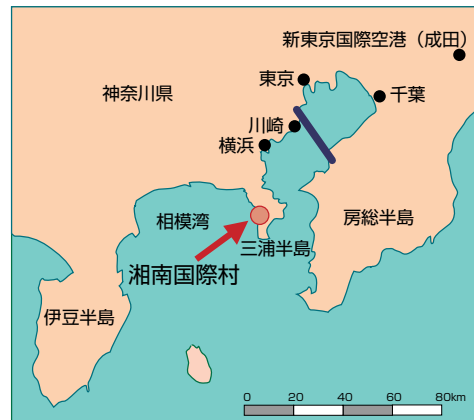 新東京国際空港（成田）
東京
神奈川県
千葉
川崎
横浜
相模湾
房総半島
三浦半島
湘南国際村
伊豆半島
0 20 40 60 80km